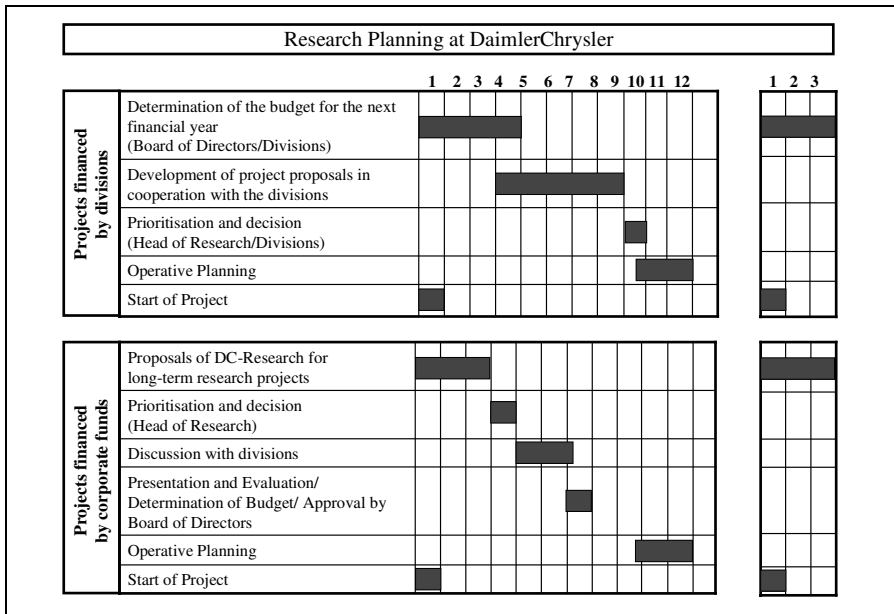 Research Planning at DaimlerChrysler
1 2 3 4 5 6 7 8 9 10 11 12 1 2 3
Projects financed
by divisions
Determination of the budget for the next
financial year
(Board of Directors/Divisions)
Development of project proposals in
cooperation with the divisions
Prioritisation and decision
(Head of Research/Divisions)
Operative Planning
Start of Project
Projects financed
by corporate funds
Proposals of DC-Research for
long-term research projects
Prioritisation and decision
(Head of Research)
Discussion with divisions
Presentation and Evaluation/
Determination of Budget/ Approval by
Board of Directors
Operative Planning
Start of Project